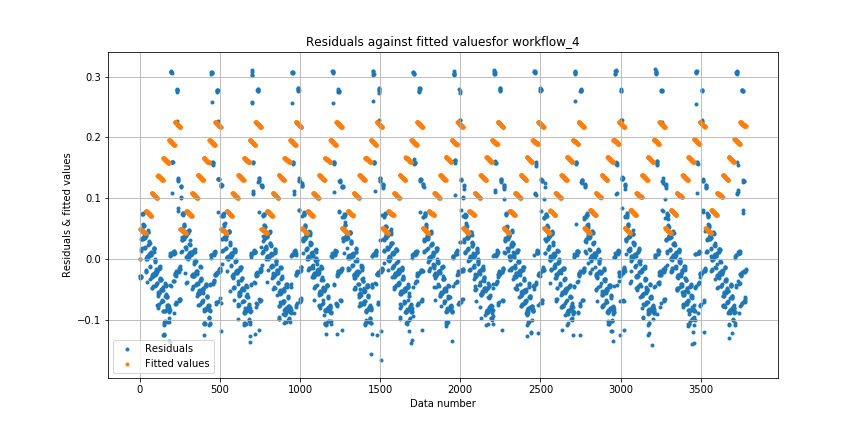 Residuals against fitted valuesfor workflow_4
Residuals & fitted values
0.3
0.2
0.1
0.0
−0.1
Residuals
Fitted values
0 500 1000 1500 2000 2500 3000 3500
Data number